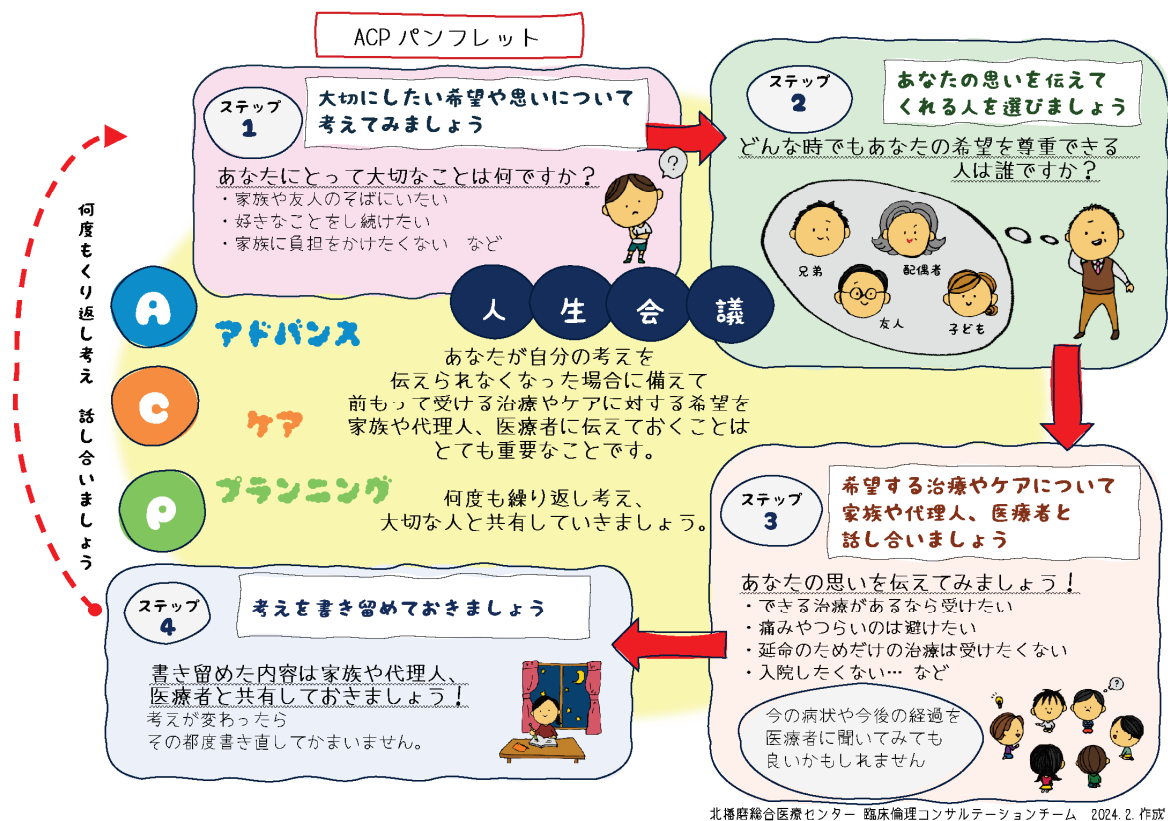 ACP パンフレット
ステップ
1
大切にしたい希望や思いについて
考えてみましょう
あなたにとって大切なことは何ですか？
・家族や友人のそばにいたい
・好きなことをし続けたい
・家族に負担をかけたくない　など
?
ステップ
2
あなたの思いを伝えて
くれる人を選びましょう
どんな時でもあなたの希望を尊重できる
人は誰ですか？
兄弟
配偶者
友人
子ども
何度もくり返し考え　話し合いましょう
A
アドバンス
C
ケア
P
プランニング
人生会議
あなたが自分の考えを
伝えられなくなった場合に備えて
前もって受ける治療やケアに対する希望を
家族や代理人、医療者に伝えておくことは
とても重要なことです。
何度も繰り返し考え、
大切な人と共有していきましょう。
ステップ
3
希望する治療やケアについて
家族や代理人、医療者と
話し合いましょう
あなたの思いを伝えてみましょう！
・できる治療があるなら受けたい
・痛みやつらいのは避けたい
・延命のためだけの治療は受けたくない
・入院したくない… など
今の病状や今後の経過を
医療者に聞いてみても
良いかもしれません
?
ステップ
4
考えを書き留めておきましょう
書き留めた内容は家族や代理人、
医療者と共有しておきましょう！
考えが変わったら
その都度書き直してかまいません。
北播磨総合医療センター 臨床倫理コンサルテーションチーム　2024.2.作成